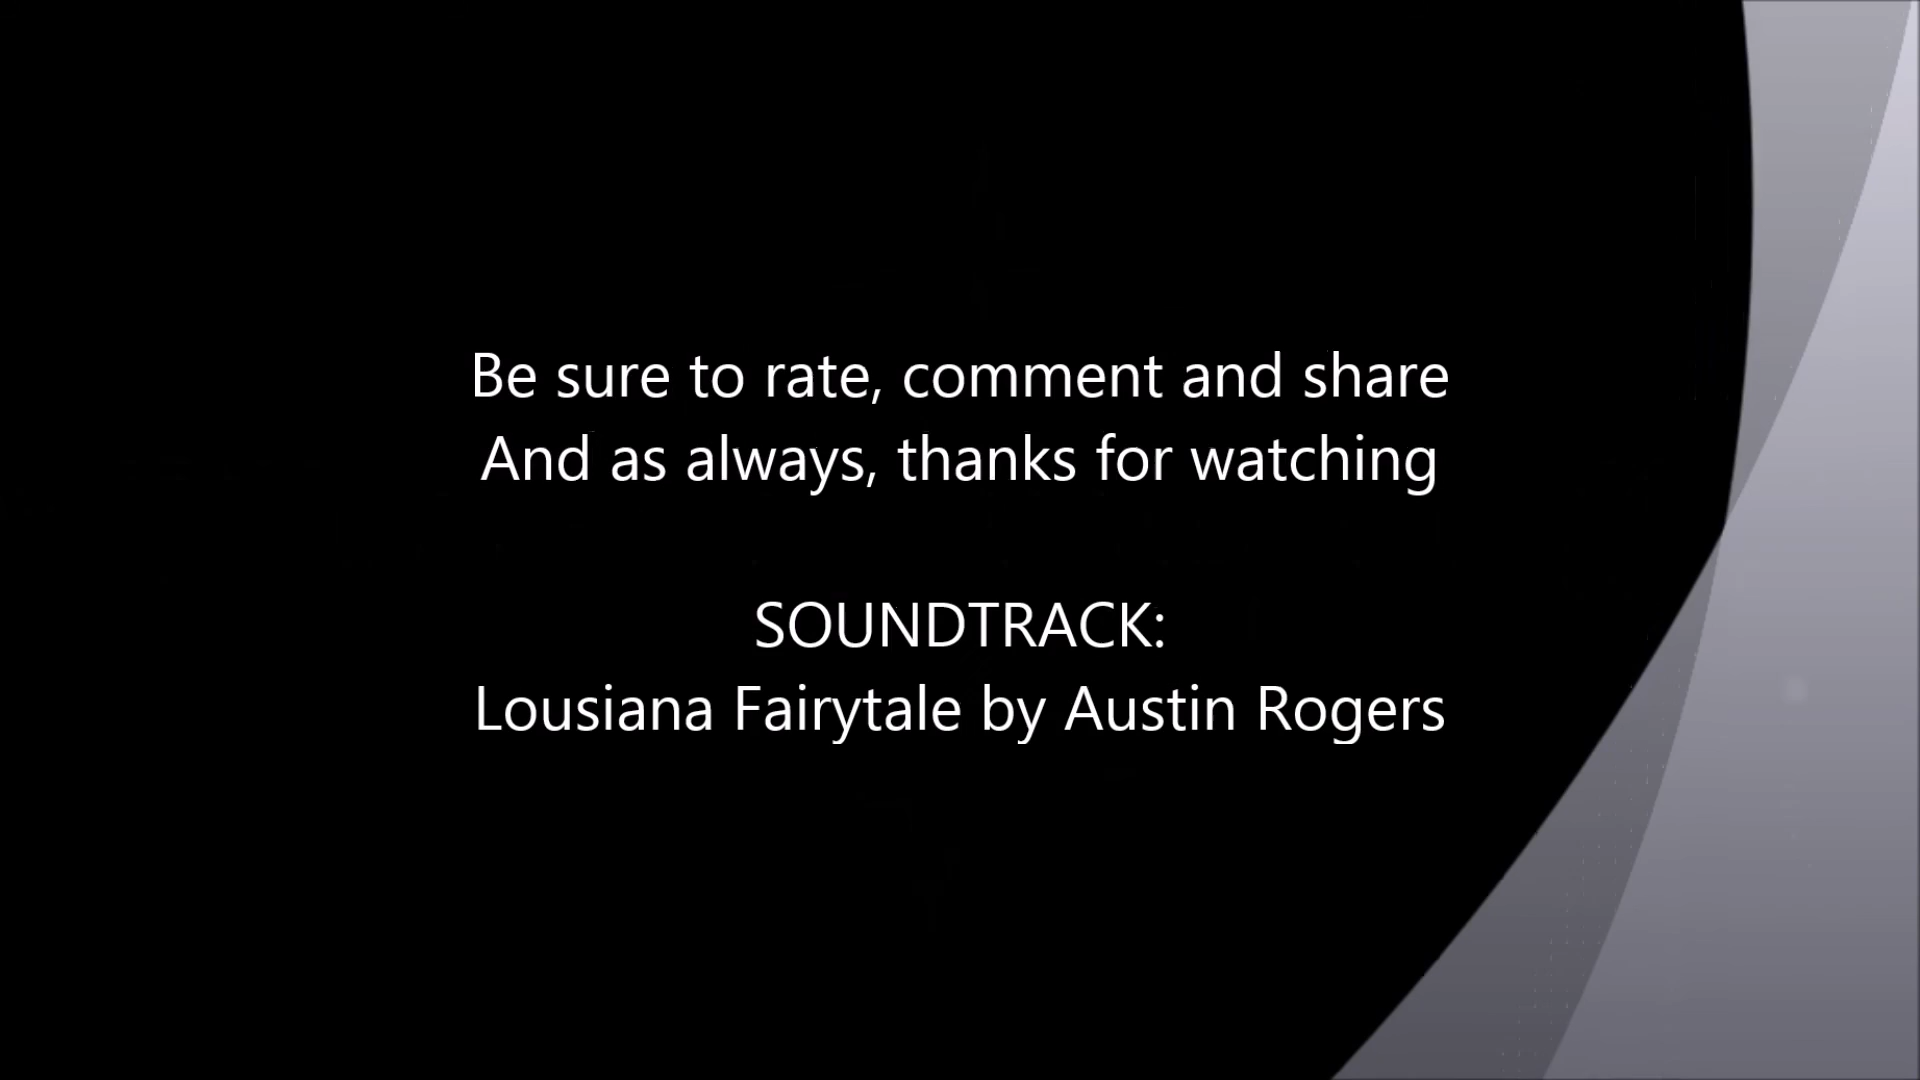 Be sure to rate, comment and share
And as always, thanks for watching
SOUNDTRACK:
Lousiana Fairytale by Austin Rogers